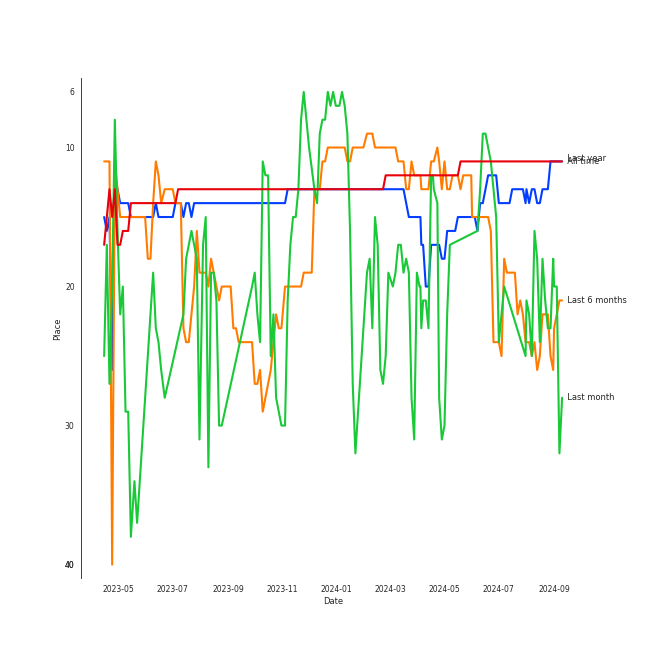 6
10
20
30
40
Place
2023-05
2023-07
2023-09
2023-11
2024-01
2024-03
2024-05
2024-07
2024-09
Date
Last year
All time
Last 6 months
Last month